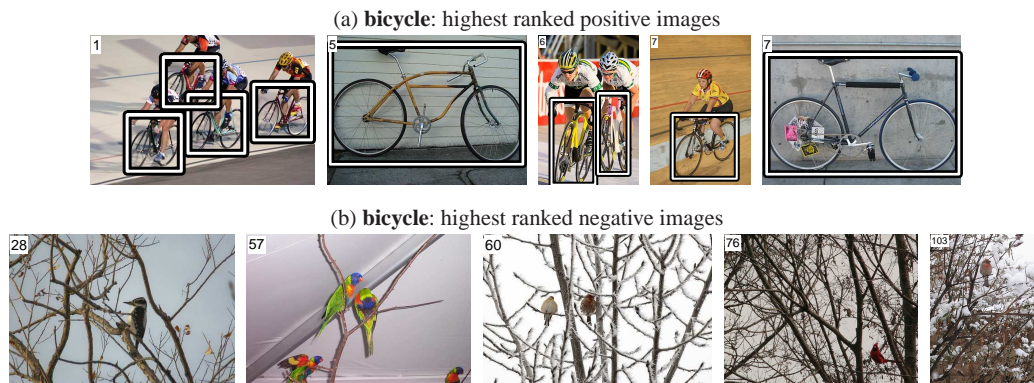 (a) bicycle: highest ranked positive images
1 5 6 7 7
(b) bicycle: highest ranked negative images
28 57 60 76 103